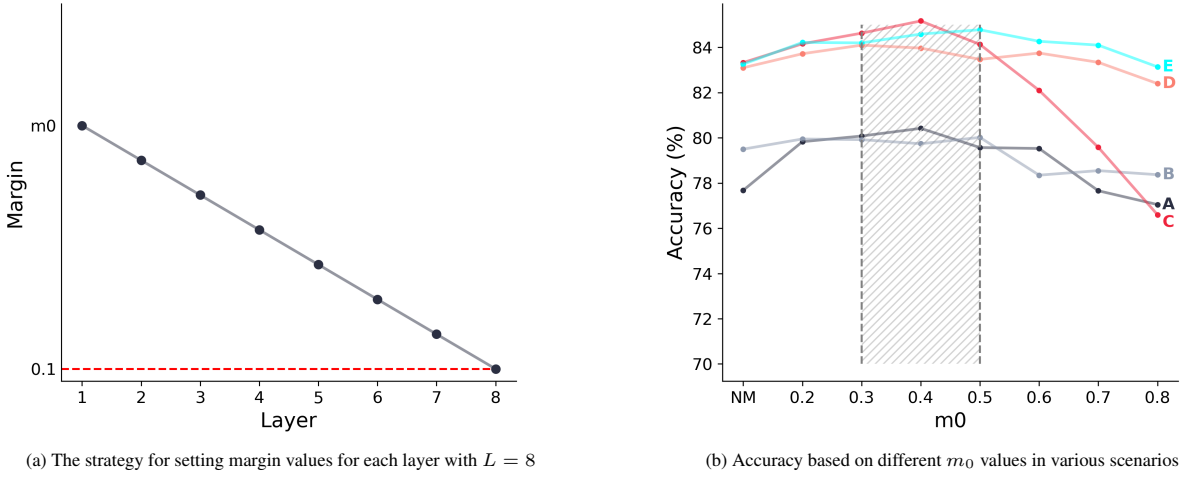 Margin
m0
0.1
1 2 3 4 5 6 7 8
Layer
(a) The strategy for setting margin values for each layer with L = 8
Accuracy (%)
84
82
80
78
76
74
72
70
E
D
B
A
C
NM 0.2 0.3 0.4 0.5 0.6 0.7 0.8
m0
(b) Accuracy based on different m₀ values in various scenarios